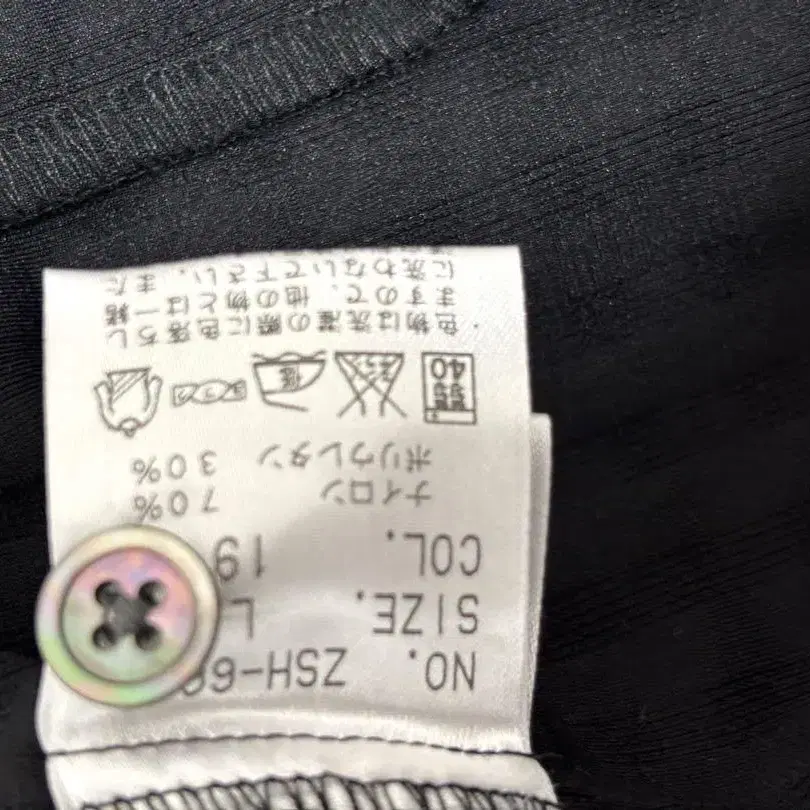 NO. ZSH-6
SIZE. L
COL. 19
ナイロン 70%
ポリウレタン 30%
40
・色物は洗濯の際に色落ちし
ますので、他の物とは一緒
に洗わないで下さい。また